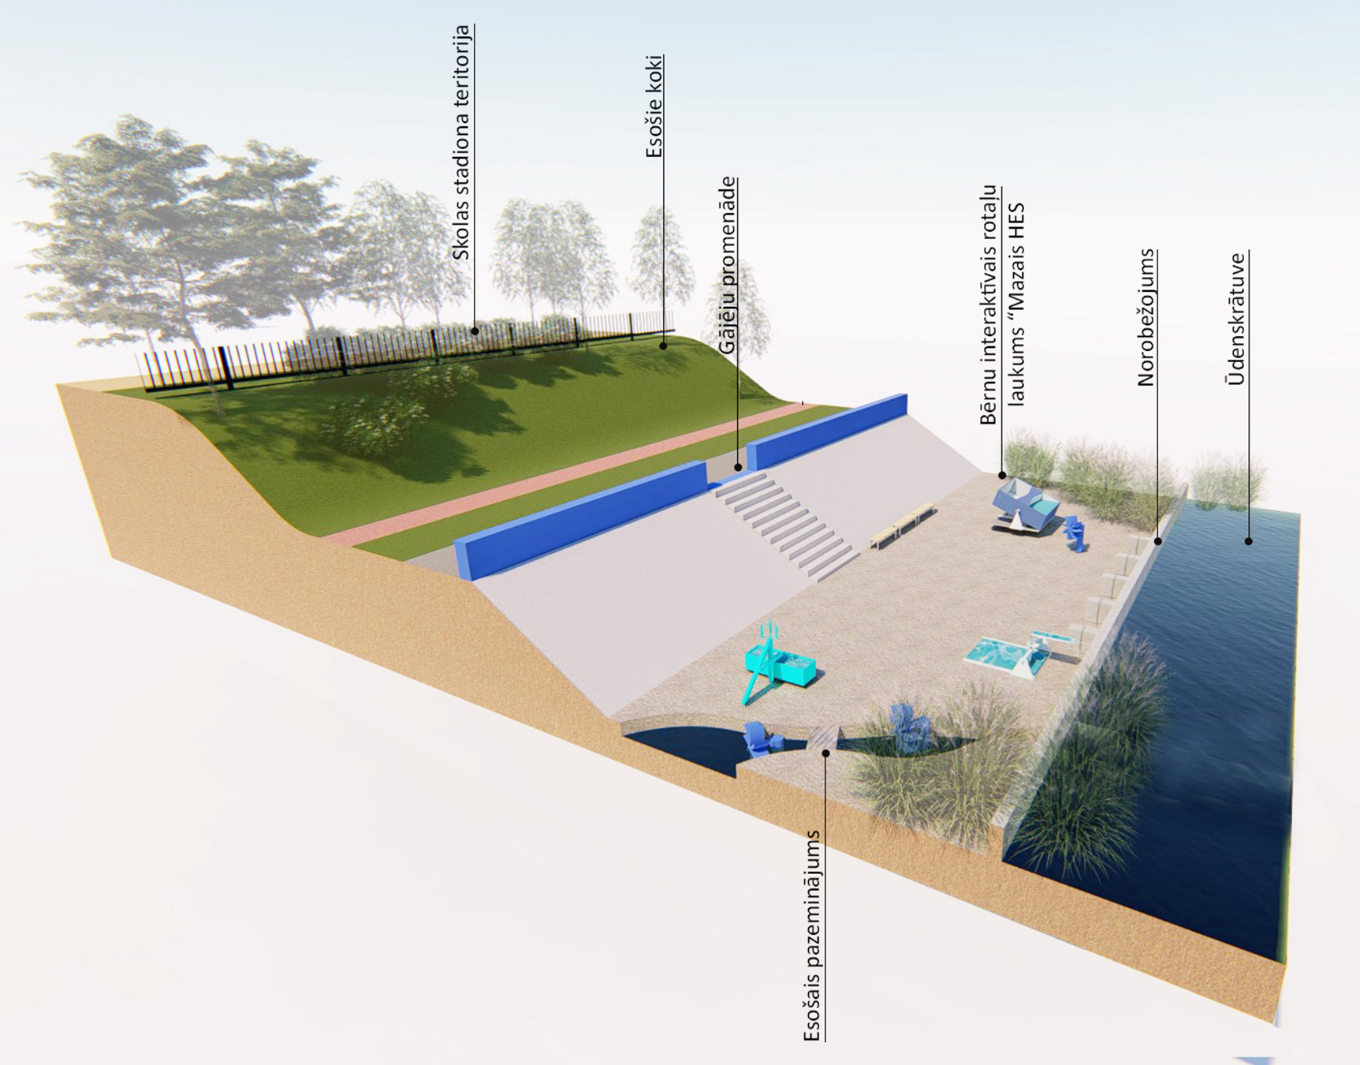 Skolas stadiona teritorija
Esošie koki
Gājēju promenāde
Bērnu interaktīvais rotaļu
laukums “Mazais HES
Norobežojums
Ūdenskrātuve
Esošais pazeminājums